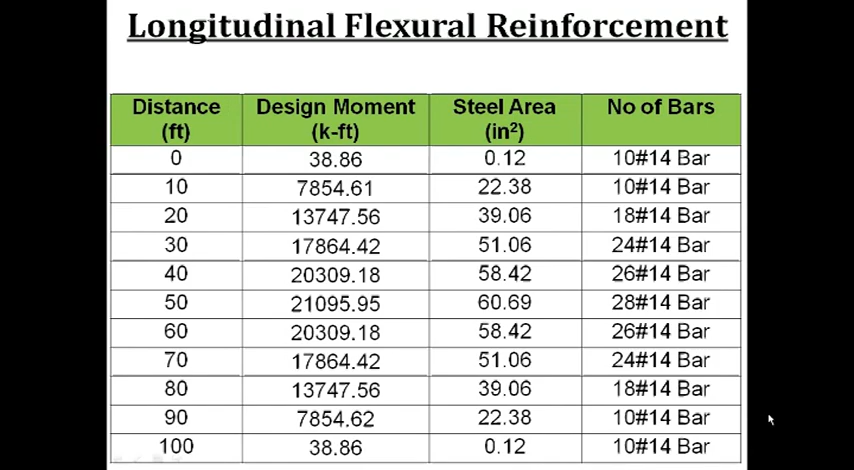 Longitudinal Flexural Reinforcement
Distance (ft) Design Moment (k-ft) Steel Area (in²) No of Bars
0 38.86 0.12 10#14 Bar
10 7854.61 22.38 10#14 Bar
20 13747.56 39.06 18#14 Bar
30 17864.42 51.06 24#14 Bar
40 20309.18 58.42 26#14 Bar
50 21095.95 60.69 28#14 Bar
60 20309.18 58.42 26#14 Bar
70 17864.42 51.06 24#14 Bar
80 13747.56 39.06 18#14 Bar
90 7854.62 22.38 10#14 Bar
100 38.86 0.12 10#14 Bar